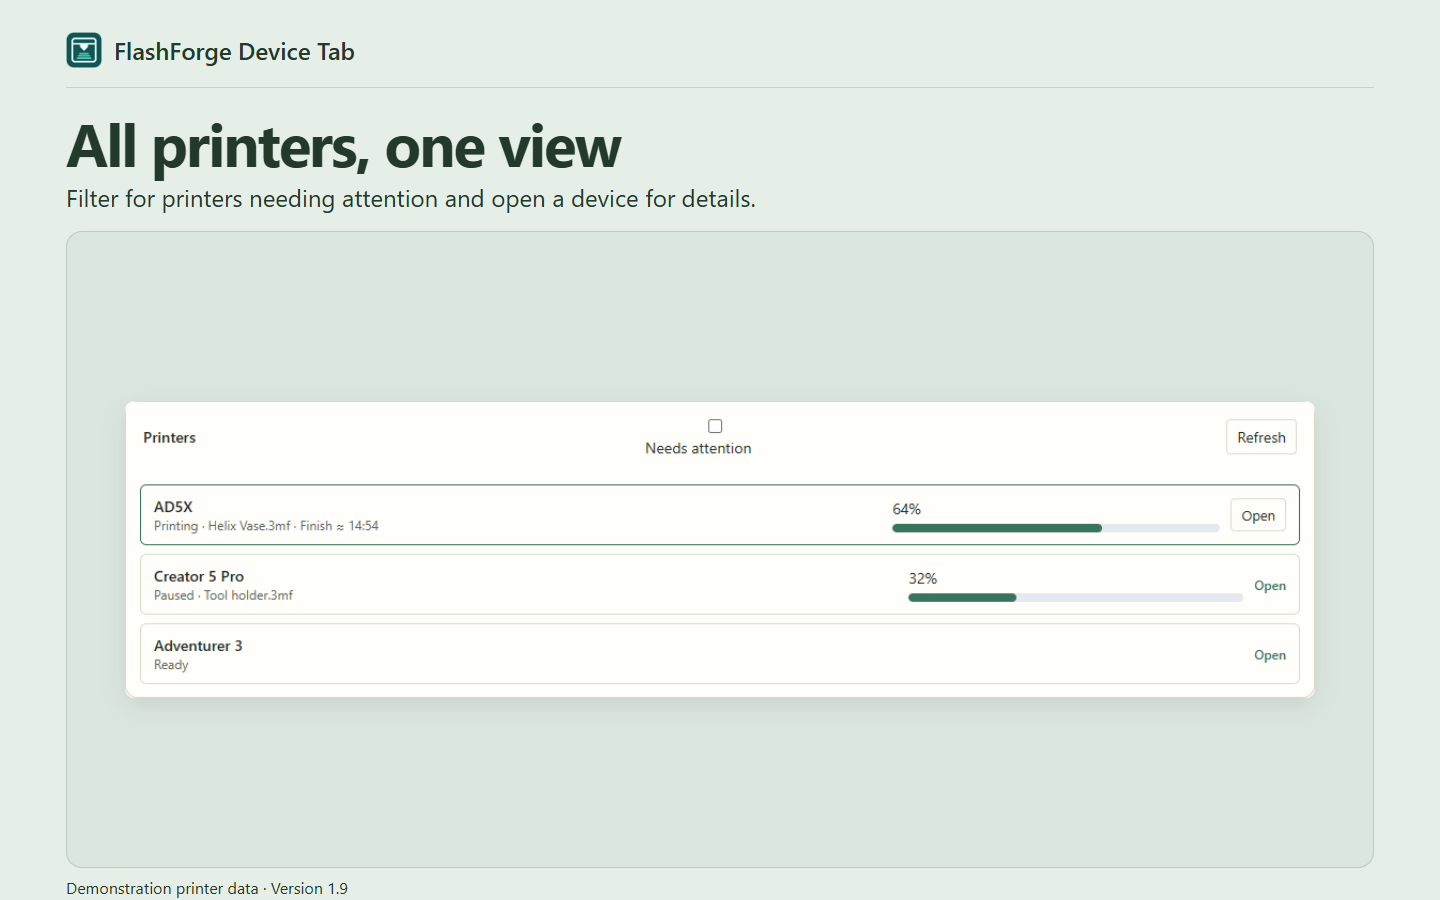 FlashForge Device Tab
All printers, one view
Filter for printers needing attention and open a device for details.
Printers
Needs attention
Refresh
AD5X
Printing · Helix Vase.3mf · Finish ≈ 14:54
64%
Open
Creator 5 Pro
Paused · Tool holder.3mf
32%
Open
Adventurer 3
Ready
Open
Demonstration printer data · Version 1.9